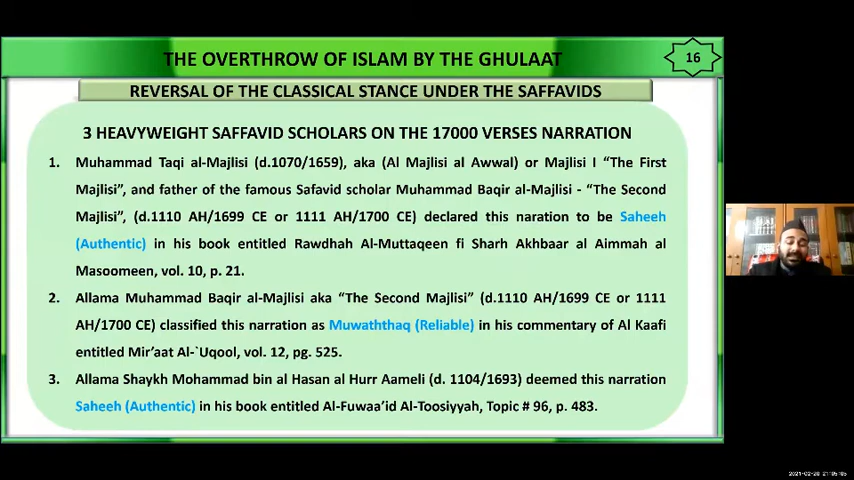 THE OVERTHROW OF ISLAM BY THE GHULAAT
16
REVERSAL OF THE CLASSICAL STANCE UNDER THE SAFFAVIDS
3 HEAVYWEIGHT SAFFAVID SCHOLARS ON THE 17000 VERSES NARRATION
1. Muhammad Taqi al-Majlisi (d.1070/1659), aka (Al Majlisi al Awwal) or Majlisi I "The First
Majlisi", and father of the famous Safavid scholar Muhammad Baqir al-Majlisi - "The Second
Majlisi", (d.1110 AH/1699 CE or 1111 AH/1700 CE) declared this naration to be Saheeh
(Authentic) in his book entitled Rawdhah Al-Muttaqeen fi Sharh Akhbaar al Aimmah al
Masoomeen, vol. 10, p. 21.
2. Allama Muhammad Baqir al-Majlisi aka "The Second Majlisi" (d.1110 AH/1699 CE or 1111
AH/1700 CE) classified this narration as Muwaththaq (Reliable) in his commentary of Al Kaafi
entitled Mir'aat Al-`Uqool, vol. 12, pg. 525.
3. Allama Shaykh Mohammad bin al Hasan al Hurr Aameli (d. 1104/1693) deemed this narration
Saheeh (Authentic) in his book entitled Al-Fuwaa'id Al-Toosiyyah, Topic # 96, p. 483.